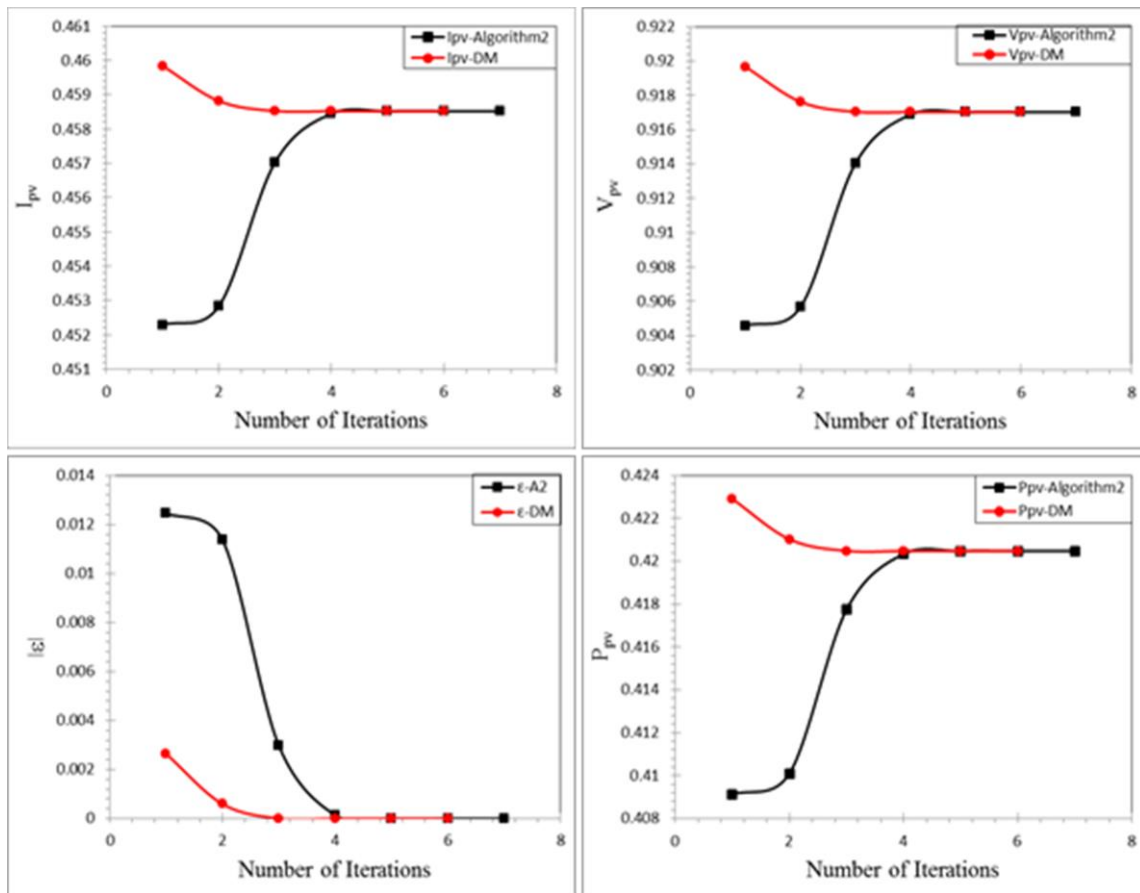 0.461
0.46
0.459
0.458
0.457
0.456
0.455
0.454
0.453
0.452
0.451
Ipv
0 2 4 6 8
Number of Iterations
Ipv-Algorithm2
Ipv-DM
0.922
0.92
0.918
0.916
0.914
0.912
0.91
0.908
0.906
0.904
0.902
Vpv
0 2 4 6 8
Number of Iterations
Vpv-Algorithm2
Vpv-DM
0.014
0.012
0.01
0.008
0.006
0.004
0.002
0
|ε|
0 2 4 6 8
Number of Iterations
ε-A2
ε-DM
0.424
0.422
0.42
0.418
0.416
0.414
0.412
0.41
0.408
Ppv
0 2 4 6 8
Number of Iterations
Ppv-Algorithm2
Ppv-DM